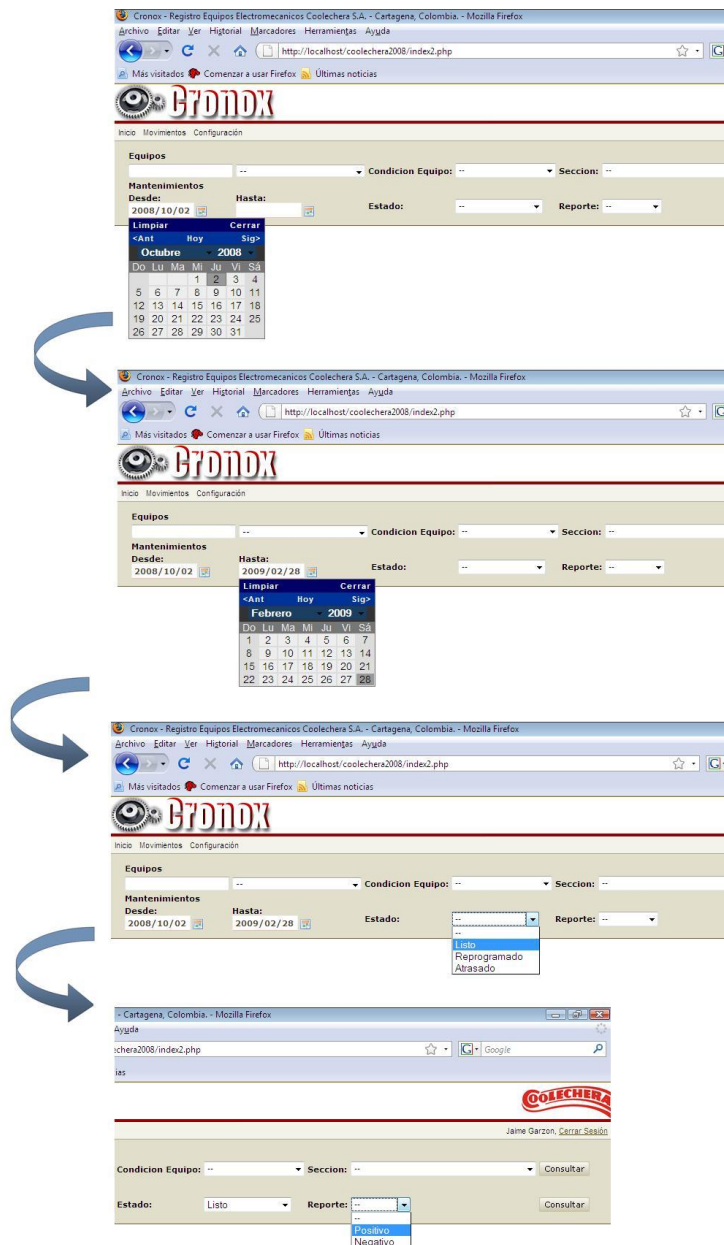 Cronox - Registro Equipos Electromecanicos Coolechera S.A. - Cartagena, Colombia. - Mozilla Firefox
Archivo Editar Ver Historial Marcadores Herramientas Ayuda
http://localhost/coolechera2008/index2.php
Más visitados Comenzar a usar Firefox Últimas noticias
Cronox
Inicio Movimientos Configuración
Equipos
-- Condicion Equipo: -- Seccion: --
Mantenimientos
Desde: Hasta:
2008/10/02 Estado: -- Reporte: --
Limpiar Cerrar
<Ant Hoy Sig>
Octubre 2008
Do Lu Ma Mi Ju Vi Sá
1 2 3 4
5 6 7 8 9 10 11
12 13 14 15 16 17 18
19 20 21 22 23 24 25
26 27 28 29 30 31
Cronox - Registro Equipos Electromecanicos Coolechera S.A. - Cartagena, Colombia. - Mozilla Firefox
Archivo Editar Ver Historial Marcadores Herramientas Ayuda
http://localhost/coolechera2008/index2.php
Más visitados Comenzar a usar Firefox Últimas noticias
Cronox
Inicio Movimientos Configuración
Equipos
-- Condicion Equipo: -- Seccion: --
Mantenimientos
Desde: Hasta:
2008/10/02 2009/02/28 Estado: -- Reporte: --
Limpiar Cerrar
<Ant Hoy Sig>
Febrero 2009
Do Lu Ma Mi Ju Vi Sá
1 2 3 4 5 6 7
8 9 10 11 12 13 14
15 16 17 18 19 20 21
22 23 24 25 26 27 28
Cronox - Registro Equipos Electromecanicos Coolechera S.A. - Cartagena, Colombia. - Mozilla Firefox
Archivo Editar Ver Historial Marcadores Herramientas Ayuda
http://localhost/coolechera2008/index2.php
Más visitados Comenzar a usar Firefox Últimas noticias
Cronox
Inicio Movimientos Configuración
Equipos
-- Condicion Equipo: -- Seccion: --
Mantenimientos
Desde: Hasta:
2008/10/02 2009/02/28 Estado: -- Reporte: --
--
Listo
Reprogramado
Atrasado
- Cartagena, Colombia. - Mozilla Firefox
Ayuda
echera2008/index2.php G Google
ias
COOLECHERA
Jaime Garzon, Cerrar Sesión
Condicion Equipo: -- Seccion: -- Consultar
Estado: Listo Reporte: -- Consultar
--
Positivo
Negativo